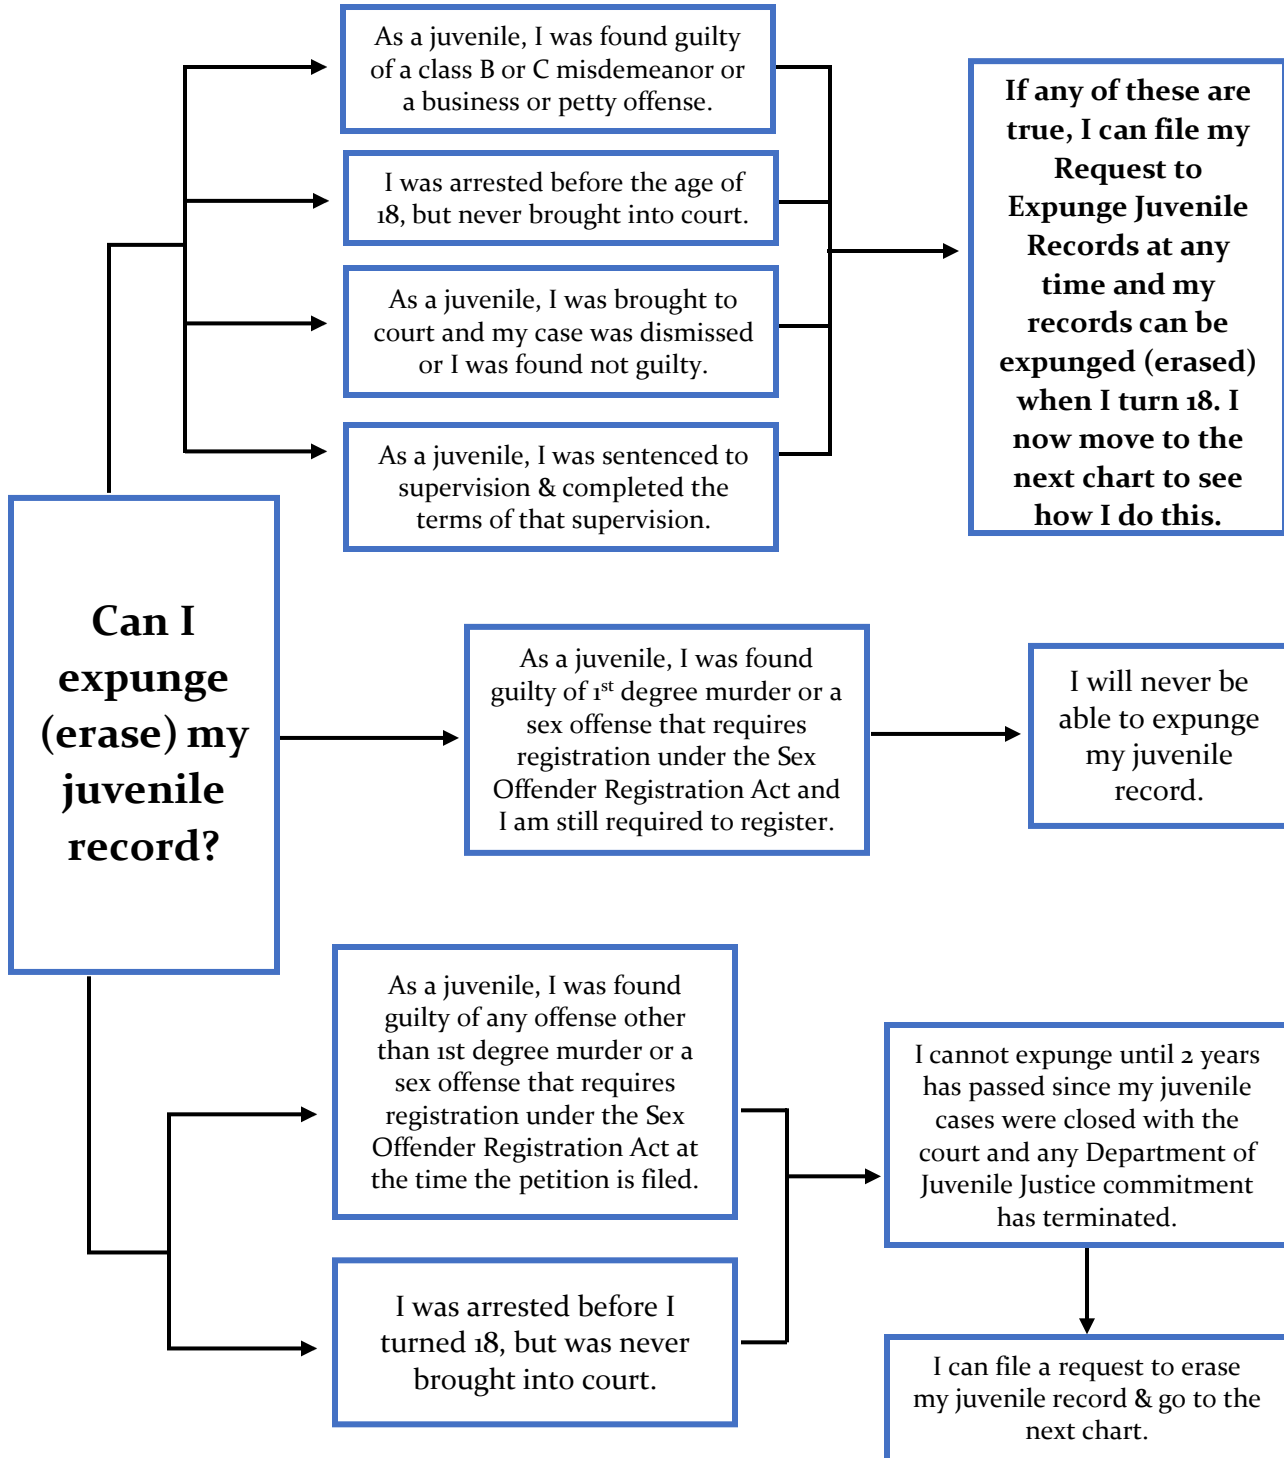 As a juvenile, I was found guilty
of a class B or C misdemeanor or
a business or petty offense.
I was arrested before the age of
18, but never brought into court.
As a juvenile, I was brought to
court and my case was dismissed
or I was found not guilty.
As a juvenile, I was sentenced to
supervision & completed the
terms of that supervision.
If any of these are
true, I can file my
Request to
Expunge Juvenile
Records at any
time and my
records can be
expunged (erased)
when I turn 18. I
now move to the
next chart to see
how I do this.
Can I
expunge
(erase) my
juvenile
record?
As a juvenile, I was found
guilty of 1st degree murder or a
sex offense that requires
registration under the Sex
Offender Registration Act and
I am still required to register.
I will never be
able to expunge
my juvenile
record.
As a juvenile, I was found
guilty of any offense other
than 1st degree murder or a
sex offense that requires
registration under the Sex
Offender Registration Act at
the time the petition is filed.
I was arrested before I
turned 18, but was never
brought into court.
I cannot expunge until 2 years
has passed since my juvenile
cases were closed with the
court and any Department of
Juvenile Justice commitment
has terminated.
I can file a request to erase
my juvenile record & go to the
next chart.